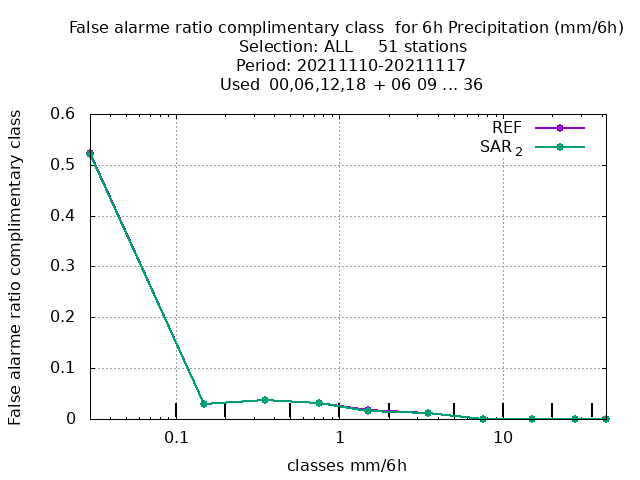 False alarme ratio complimentary class  for 6h Precipitation (mm/6h)
Selection: ALL     51 stations
Period: 20211110-20211117
Used  00,06,12,18  + 06 09 ... 36
False alarme ratio complimentary class
0.6
0.5
0.4
0.3
0.2
0.1
0
REF
SAR 2
0.1
1
10
classes mm/6h